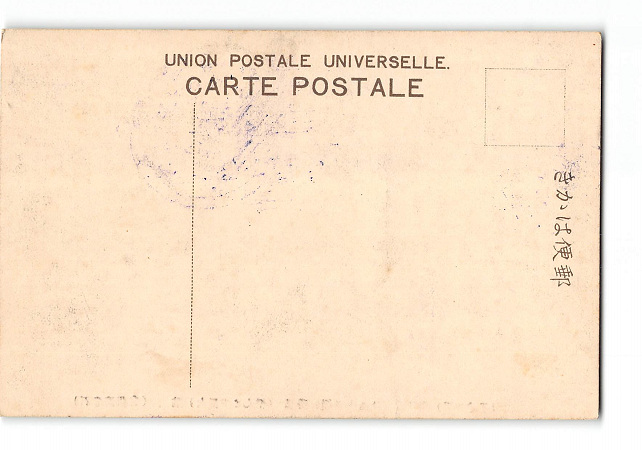 UNION POSTALE UNIVERSELLE.
CARTE POSTALE
きかは便郵